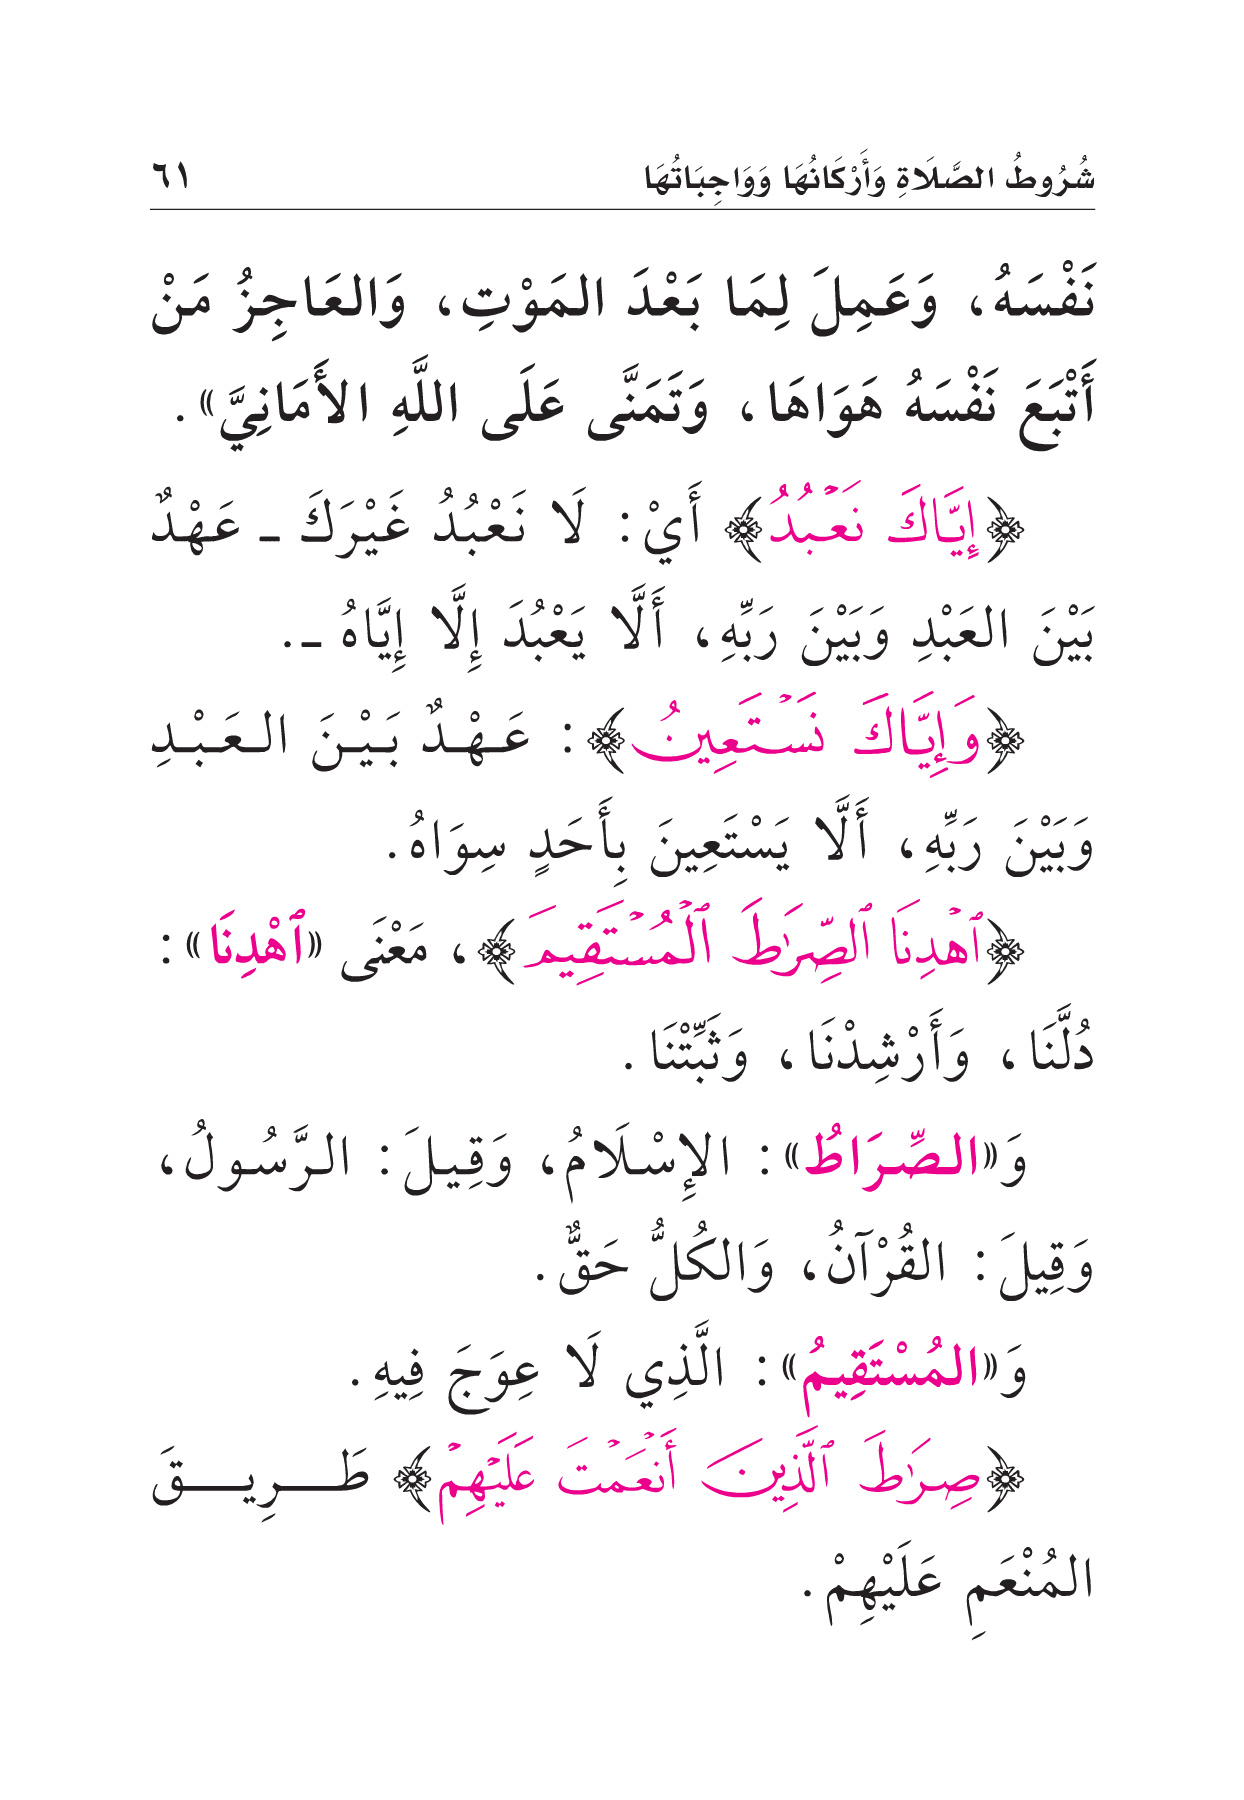 شُرُوطُ الصَّلَاةِ وَأَرْكَانُهَا وَوَاجِبَاتُهَا ٦١
نَفْسَهُ، وَعَمِلَ لِمَا بَعْدَ المَوْتِ، وَالعَاجِزُ مَنْ
أَتْبَعَ نَفْسَهُ هَوَاهَا، وَتَمَنَّى عَلَى اللَّهِ الأَمَانِيَّ».
﴿إِيَّاكَ نَعۡبُدُ﴾ أَيْ: لَا نَعْبُدُ غَيْرَكَ ـ عَهْدٌ
بَيْنَ العَبْدِ وَبَيْنَ رَبِّهِ، أَلَّا يَعْبُدَ إِلَّا إِيَّاهُ ـ.
﴿وَإِيَّاكَ نَسۡتَعِينُ﴾: عَهْدٌ بَيْنَ العَبْدِ
وَبَيْنَ رَبِّهِ، أَلَّا يَسْتَعِينَ بِأَحَدٍ سِوَاهُ.
﴿ٱهۡدِنَا ٱلصِّرَٰطَ ٱلۡمُسۡتَقِيمَ﴾، مَعْنَى «ٱهْدِنَا»:
دُلَّنَا، وَأَرْشِدْنَا، وَثَبِّتْنَا.
وَ«الصِّرَاطُ»: الإِسْلَامُ، وَقِيلَ: الرَّسُولُ،
وَقِيلَ: القُرْآنُ، وَالكُلُّ حَقٌّ.
وَ«المُسْتَقِيمُ»: الَّذِي لَا عِوَجَ فِيهِ.
﴿صِرَٰطَ ٱلَّذِينَ أَنۡعَمۡتَ عَلَيۡهِمۡ﴾ طَرِيقَ
المُنْعَمِ عَلَيْهِمْ.